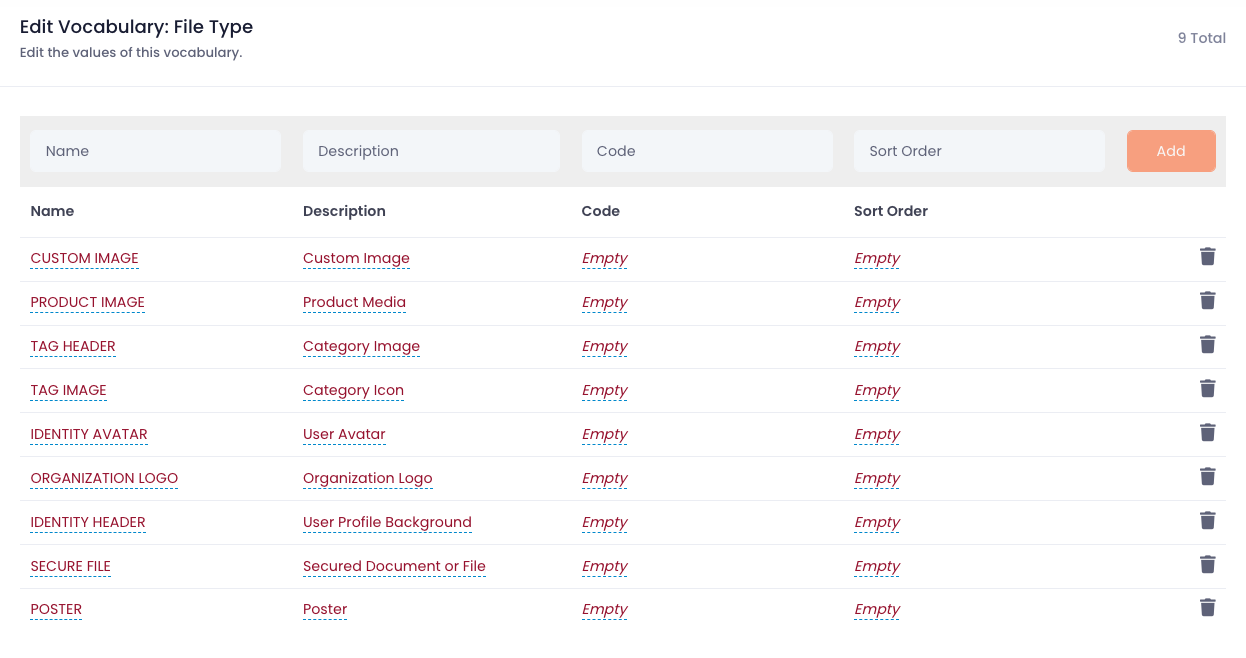 Edit Vocabulary: File Type
Edit the values of this vocabulary.
9 Total
Name Description Code Sort Order Add
Name Description Code Sort Order
CUSTOM IMAGE Custom Image Empty Empty
PRODUCT IMAGE Product Media Empty Empty
TAG HEADER Category Image Empty Empty
TAG IMAGE Category Icon Empty Empty
IDENTITY AVATAR User Avatar Empty Empty
ORGANIZATION LOGO Organization Logo Empty Empty
IDENTITY HEADER User Profile Background Empty Empty
SECURE FILE Secured Document or File Empty Empty
POSTER Poster Empty Empty